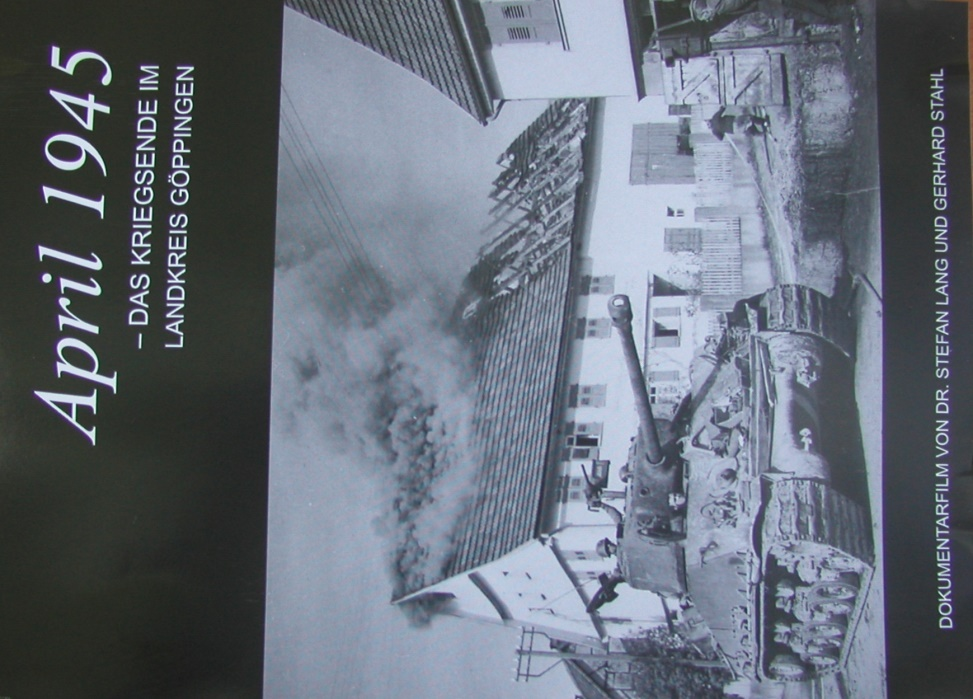 April 1945
– DAS KRIEGSENDE IM
LANDKREIS GÖPPINGEN
DOKUMENTARFILM VON DR. STEFAN LANG UND GERHARD STAHL